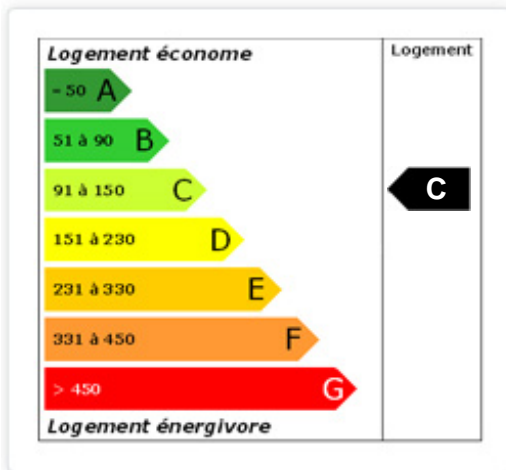 Logement économe
Logement
– 50 A
51 à 90 B
91 à 150 C
C
151 à 230 D
231 à 330 E
331 à 450 F
> 450 G
Logement énergivore